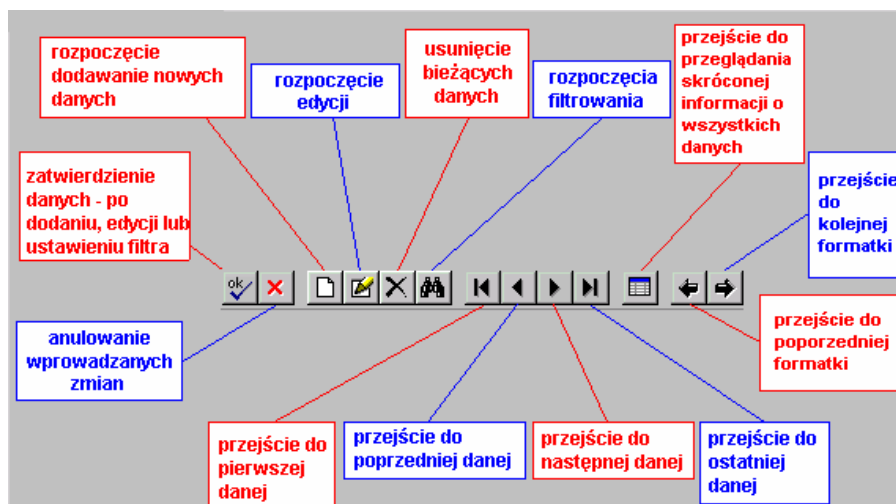 rozpoczęcie
dodawanie nowych
danych
rozpoczęcie
edycji
usunięcie
bieżących
danych
rozpoczęcia
filtrowania
przejście do
przeglądania
skróconej
informacji o
wszystkich
danych
zatwierdzienie
danych - po
dodaniu, edycji lub
ustawieniu filtra
przejście
do
kolejnej
formatki
ok
anulowanie
wprowadzanych
zmian
przejście do
poporzedniej
formatki
przejście do
pierwszej
danej
przejście do
poprzedniej danej
przejście do
następnej danej
przejście do
ostatniej
danej